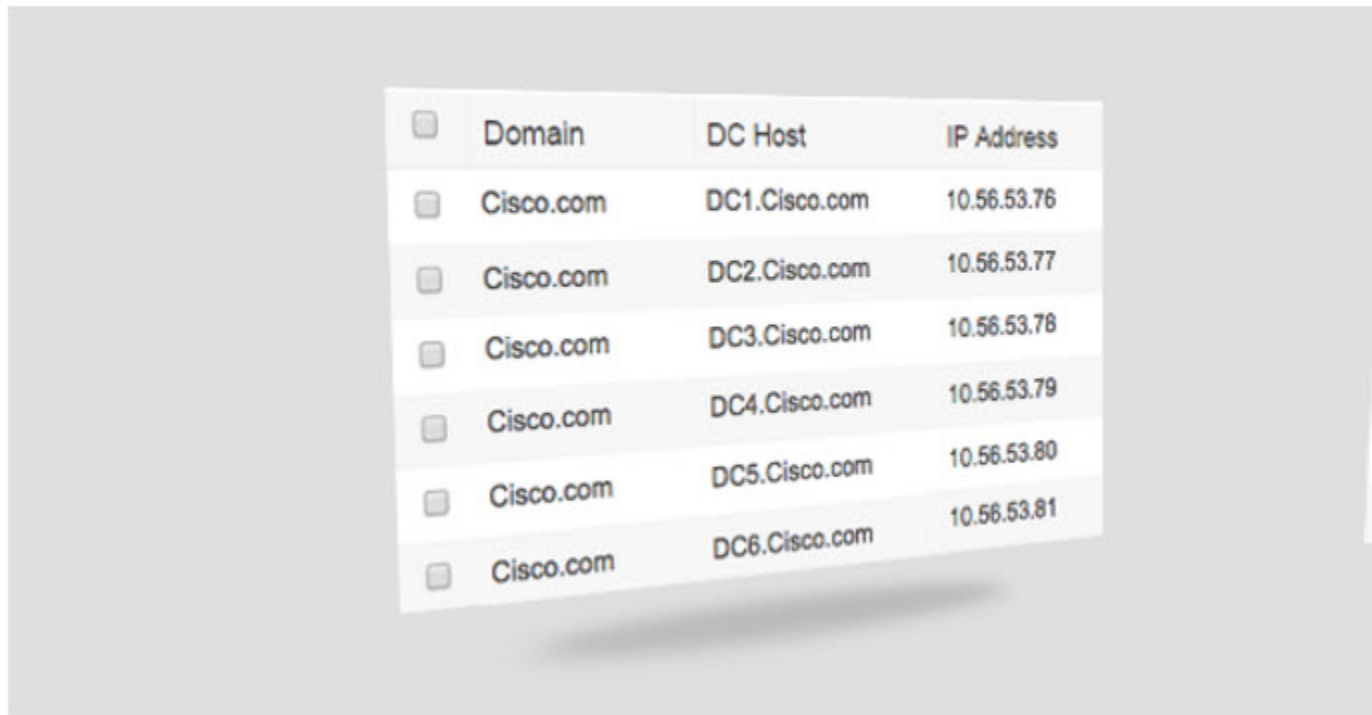 Domain DC Host IP Address
Cisco.com DC1.Cisco.com 10.56.53.76
Cisco.com DC2.Cisco.com 10.56.53.77
Cisco.com DC3.Cisco.com 10.56.53.78
Cisco.com DC4.Cisco.com 10.56.53.79
Cisco.com DC5.Cisco.com 10.56.53.80
Cisco.com DC6.Cisco.com 10.56.53.81